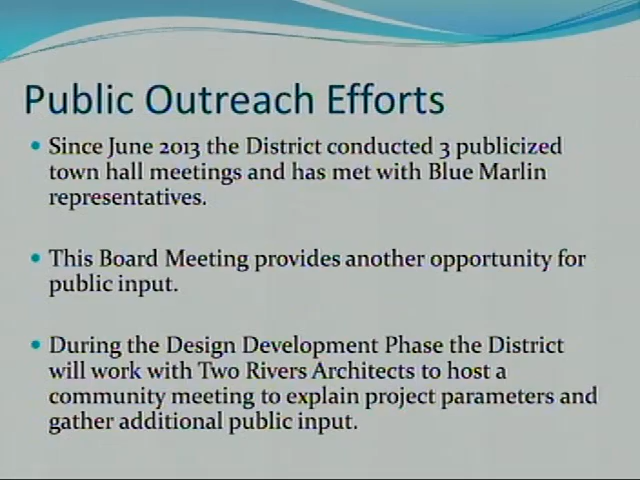 Public Outreach Efforts
Since June 2013 the District conducted 3 publicized
town hall meetings and has met with Blue Marlin
representatives.
This Board Meeting provides another opportunity for
public input.
During the Design Development Phase the District
will work with Two Rivers Architects to host a
community meeting to explain project parameters and
gather additional public input.